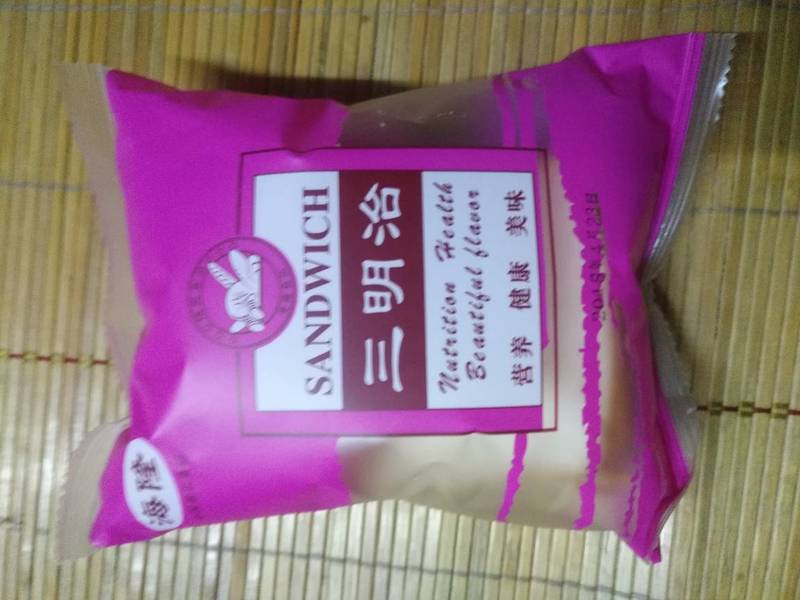 海隆
SANDWICH
三明治
Nutrition Health
Beautiful flavor
营养 健康 美味